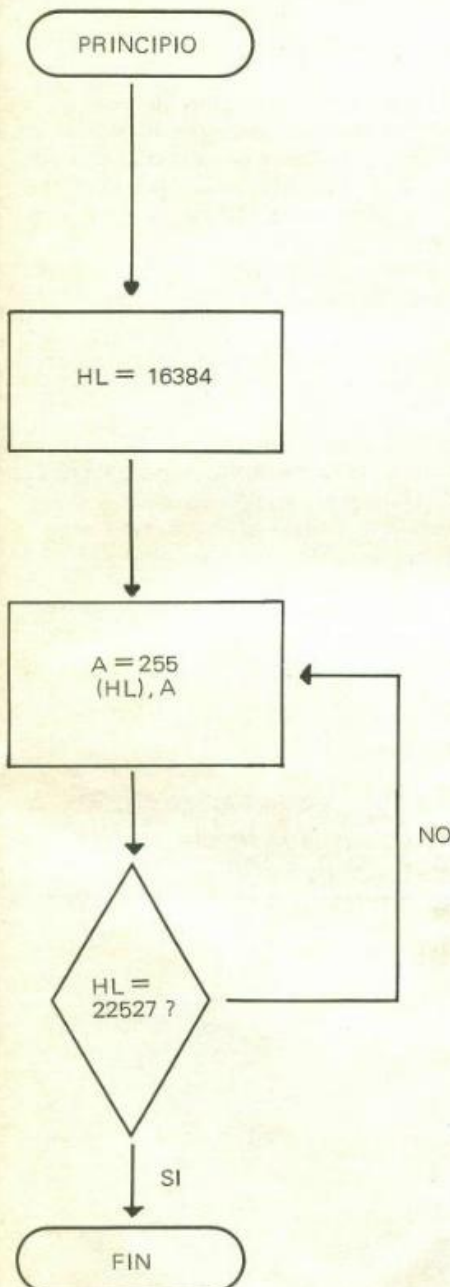 PRINCIPIO
HL = 16384
A = 255
(HL), A
NO
HL =
22527 ?
SI
FIN